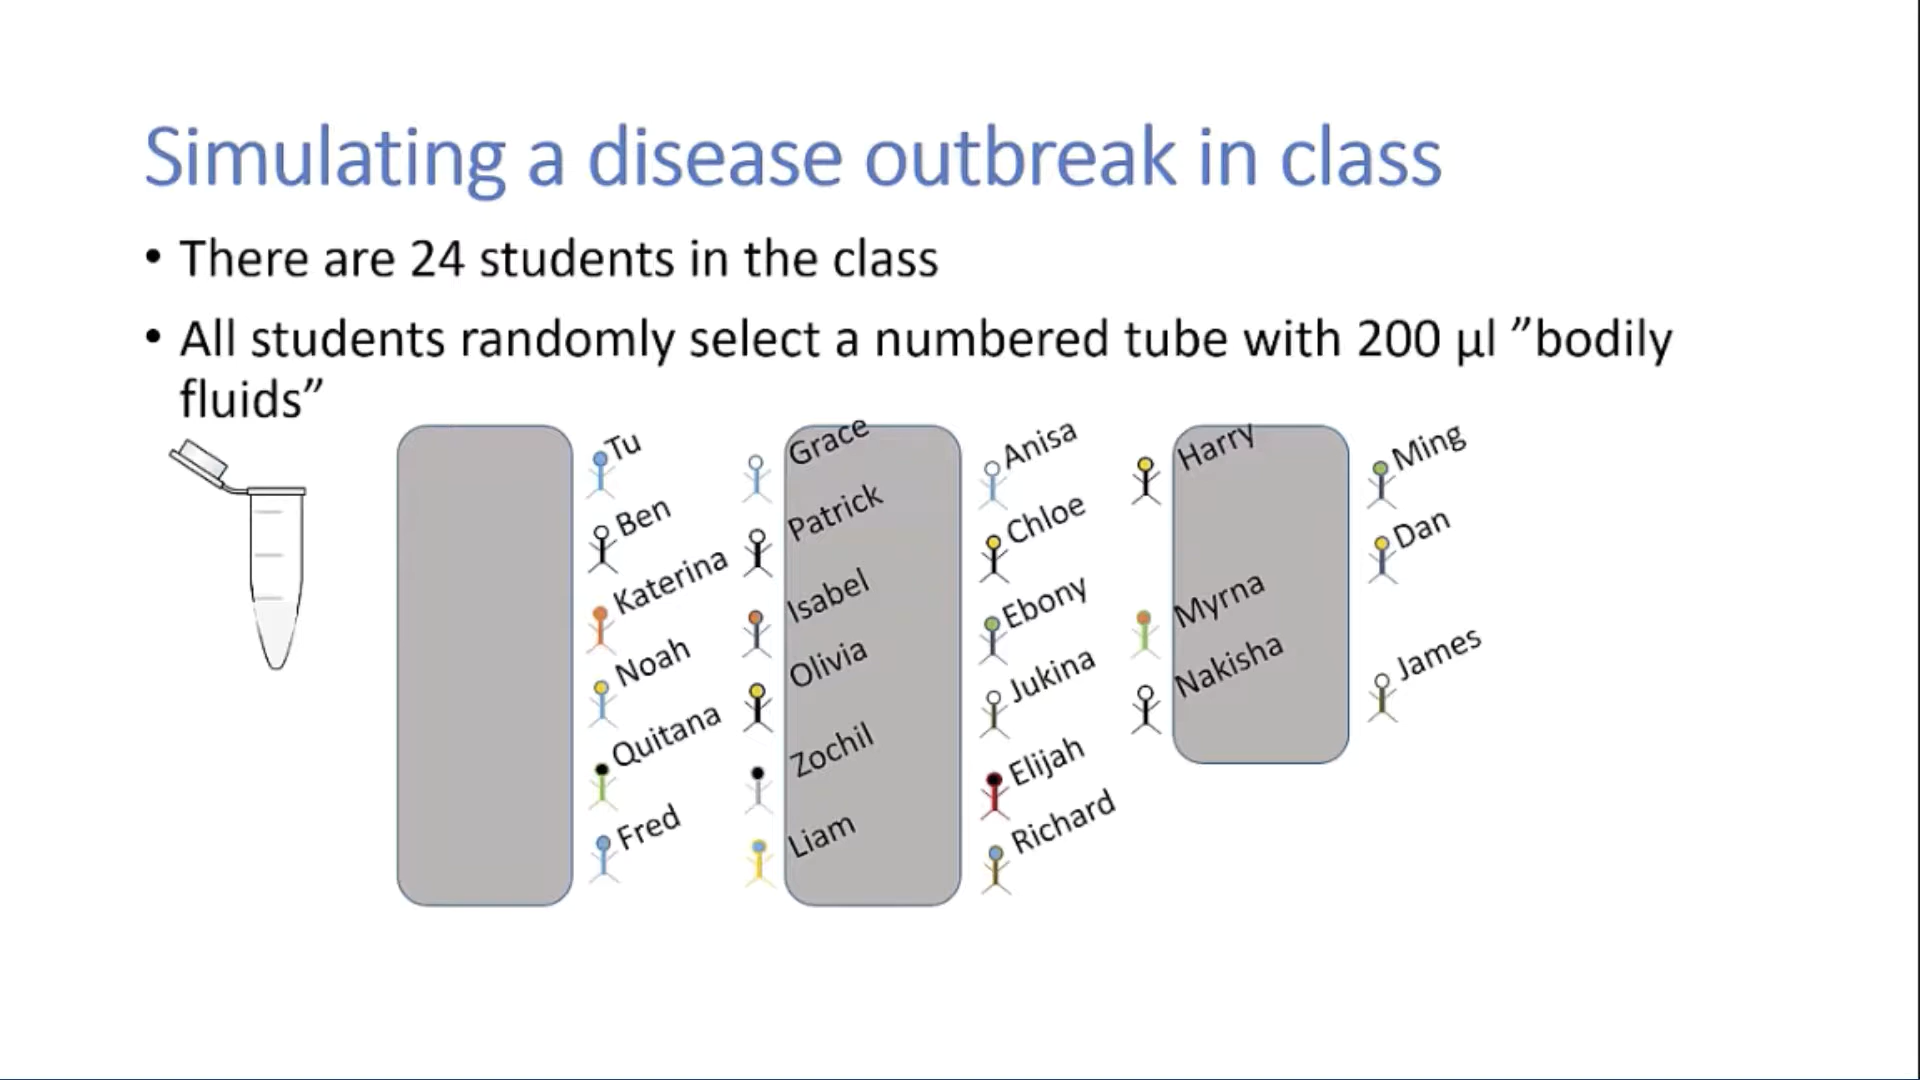 Simulating a disease outbreak in class
• There are 24 students in the class
• All students randomly select a numbered tube with 200 µl ”bodily
fluids”
Tu
Ben
Katerina
Noah
Quitana
Fred
Grace
Patrick
Isabel
Olivia
Zochil
Liam
Anisa
Chloe
Ebony
Jukina
Elijah
Richard
Harry
Myrna
Nakisha
Ming
Dan
James